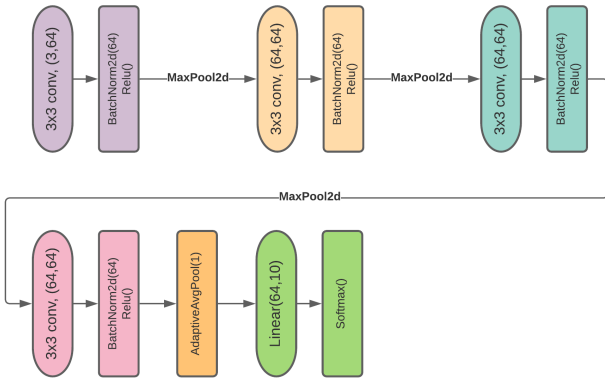 3x3 conv, (3,64)
BatchNorm2d(64)
Relu()
MaxPool2d
3x3 conv, (64,64)
BatchNorm2d(64)
Relu()
MaxPool2d
3x3 conv, (64,64)
BatchNorm2d(64)
Relu()
MaxPool2d
3x3 conv, (64,64)
BatchNorm2d(64)
Relu()
AdaptiveAvgPool(1)
Linear(64,10)
Softmax()